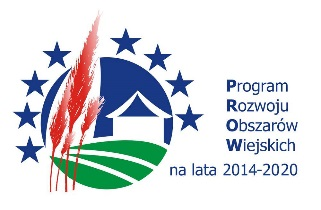 Program
Rozwoju
Obszarów
Wiejskich
na lata 2014-2020